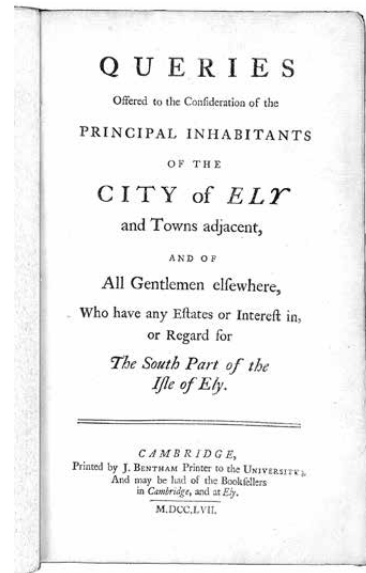 QUERIES
Offered to the Conſideration of the
PRINCIPAL INHABITANTS
OF THE
CITY of ELY
and Towns adjacent,
AND OF
All Gentlemen elſewhere,
Who have any Eſtates or Intereſt in,
or Regard for
The South Part of the
Iſle of Ely.
CAMBRIDGE,
Printed by J. BENTHAM Printer to the UNIVERSITY;
And may be had of the Bookſellers
in Cambridge, and at Ely.
M.DCC,LVII.